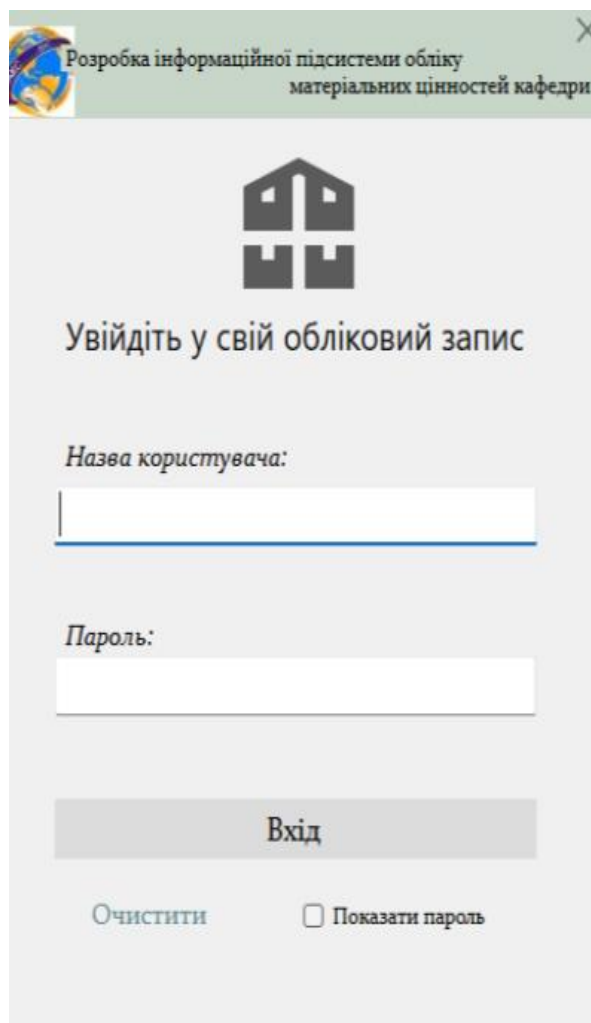 Розробка інформаційної підсистеми обліку
матеріальних цінностей кафедри
Увійдіть у свій обліковий запис
Назва користувача:
Пароль:
Вхід
Очистити
Показати пароль